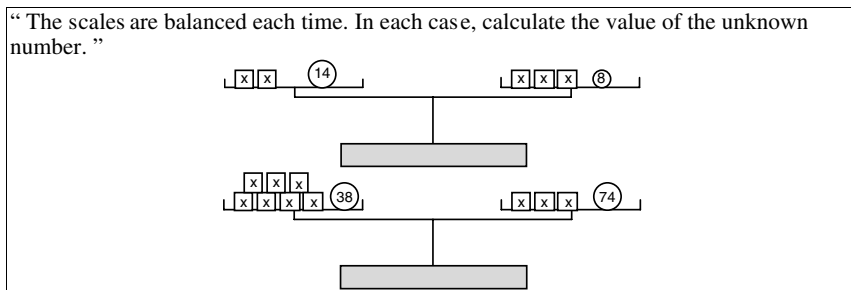 “ The scales are balanced each time. In each case, calculate the value of the unknown
number. ”
x x 14 x x x 8
x x x
x x x x 38 x x x 74